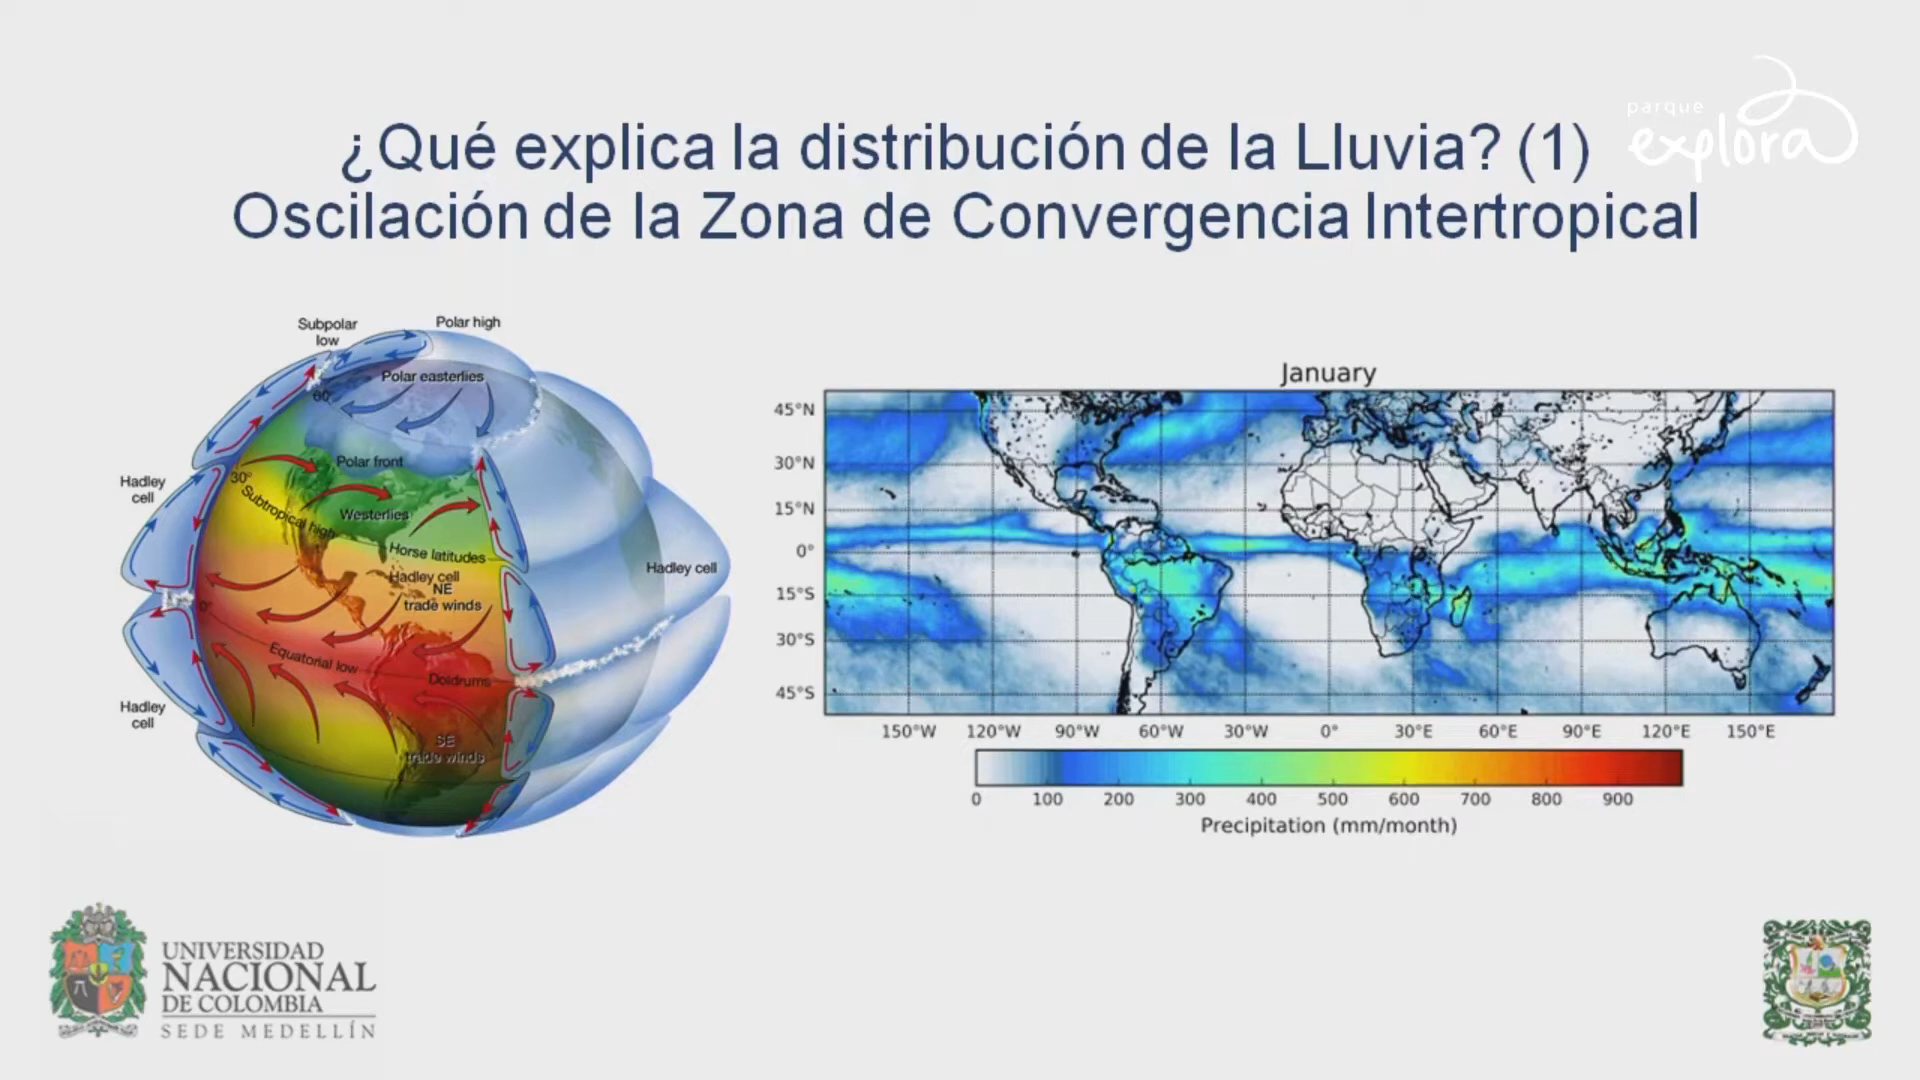 parque
explora
¿Qué explica la distribución de la Lluvia? (1)
Oscilación de la Zona de Convergencia Intertropical
Subpolar
low
Polar high
Polar easterlies
60°
Polar front
30°
Hadley
cell
Subtropical high
Westerlies
Horse latitudes
Hadley cell
NE
trade winds
Hadley cell
0°
Equatorial low
Doldrums
Hadley
cell
SE
trade winds
January
45°N
30°N
15°N
0°
15°S
30°S
45°S
150°W 120°W 90°W 60°W 30°W 0° 30°E 60°E 90°E 120°E 150°E
0 100 200 300 400 500 600 700 800 900
Precipitation (mm/month)
UNIVERSIDAD
NACIONAL
DE COLOMBIA
SEDE MEDELLÍN